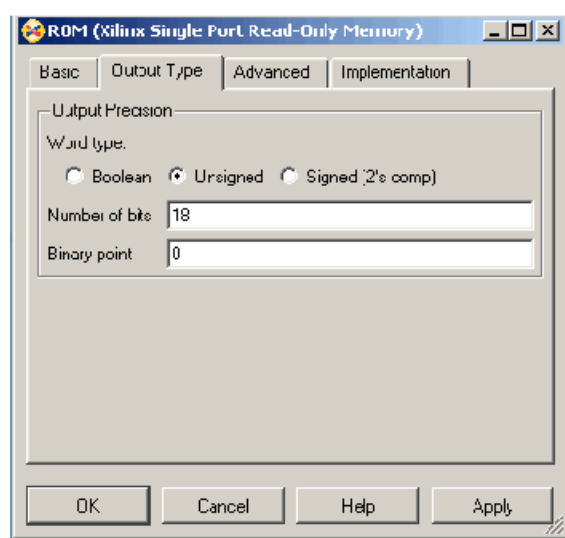 ROM (Xilinx Single Port Read-Only Memory)
Basic Output Type Advanced Implementation
Output Precision
Word type:
Boolean Unsigned Signed (2's comp)
Number of bits 18
Binary point 0
OK Cancel Help Apply